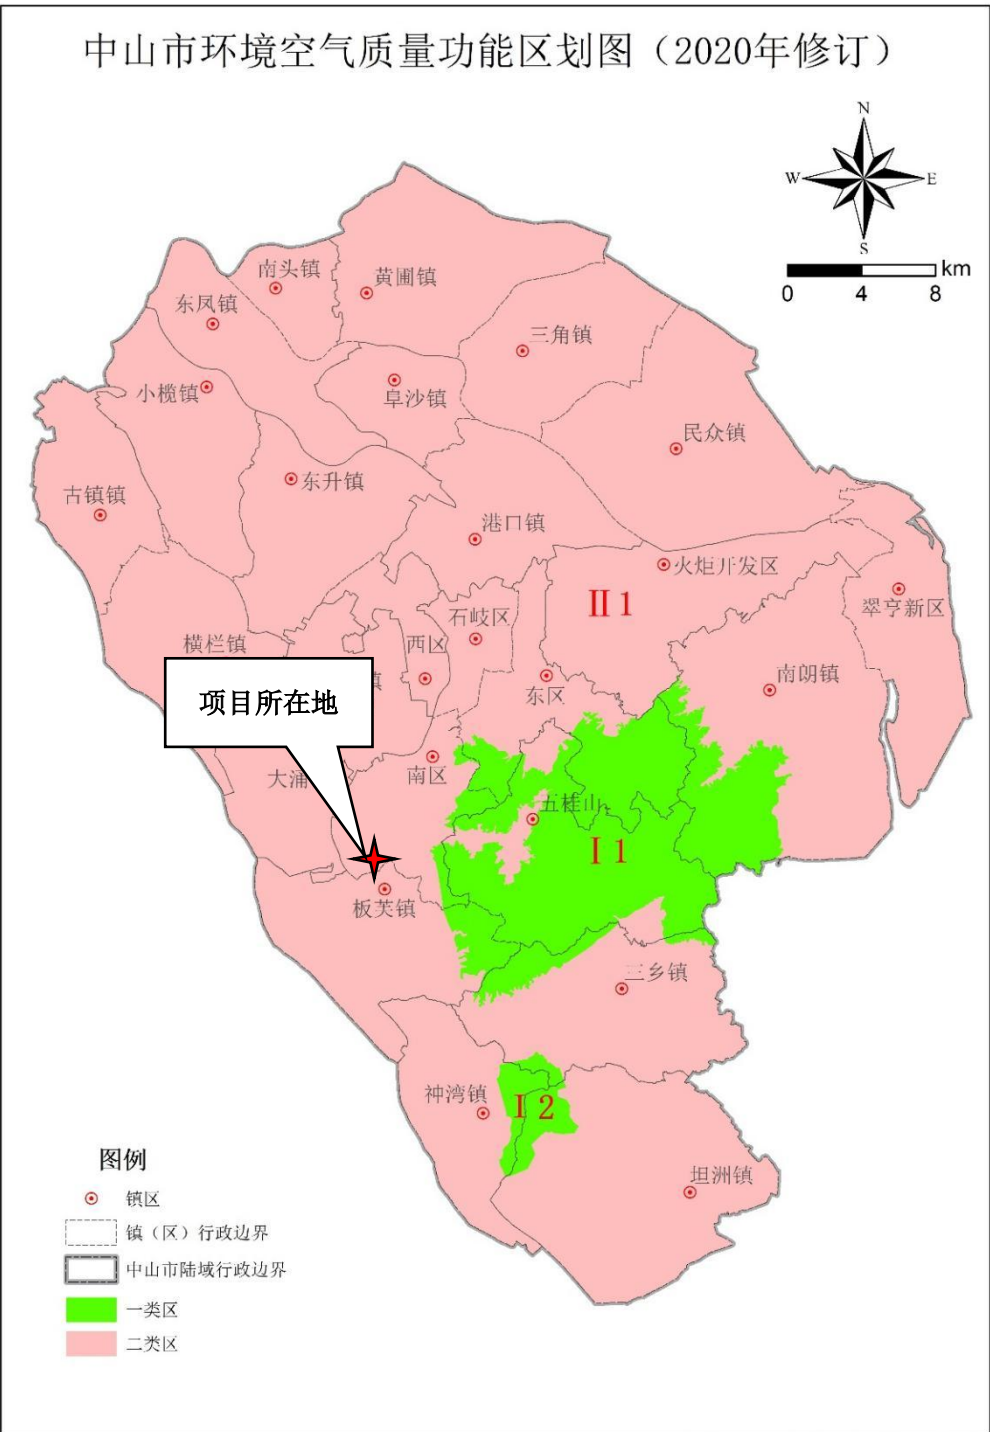 中山市环境空气质量功能区划图（2020年修订）
N
W
E
S
km
0 4 8
南头镇
黄圃镇
东凤镇
三角镇
小榄镇
阜沙镇
民众镇
东升镇
古镇镇
港口镇
火炬开发区
II 1
翠亨新区
石岐区
横栏镇
西区
南朗镇
镇
东区
项目所在地
南区
大涌
五桂山
I 1
板芙镇
三乡镇
神湾镇
I 2
坦洲镇
图例
镇区
镇（区）行政边界
中山市陆域行政边界
一类区
二类区